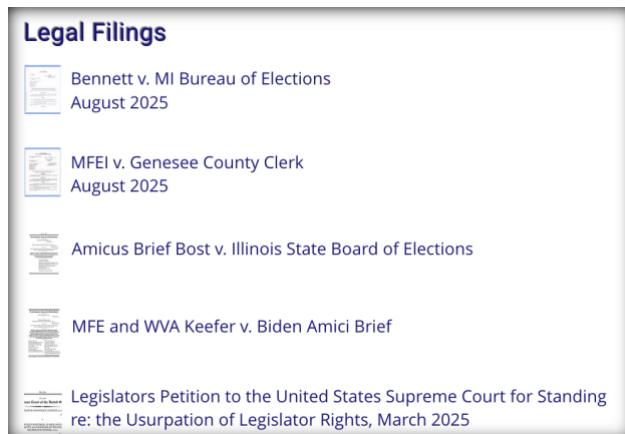 Legal Filings
Bennett v. MI Bureau of Elections
August 2025
MFEI v. Genesee County Clerk
August 2025
Amicus Brief Bost v. Illinois State Board of Elections
MFE and WVA Keefer v. Biden Amici Brief
Legislators Petition to the United States Supreme Court for Standing
re: the Usurpation of Legislator Rights, March 2025